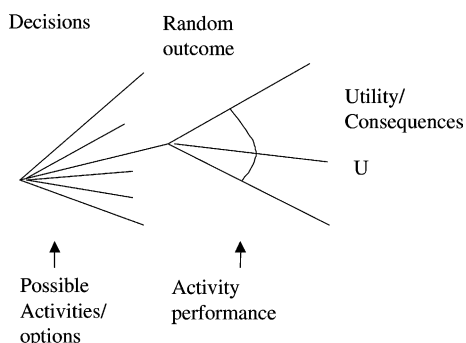 Decisions
Random
outcome
Utility/
Consequences
U
Possible
Activities/
options
Activity
performance